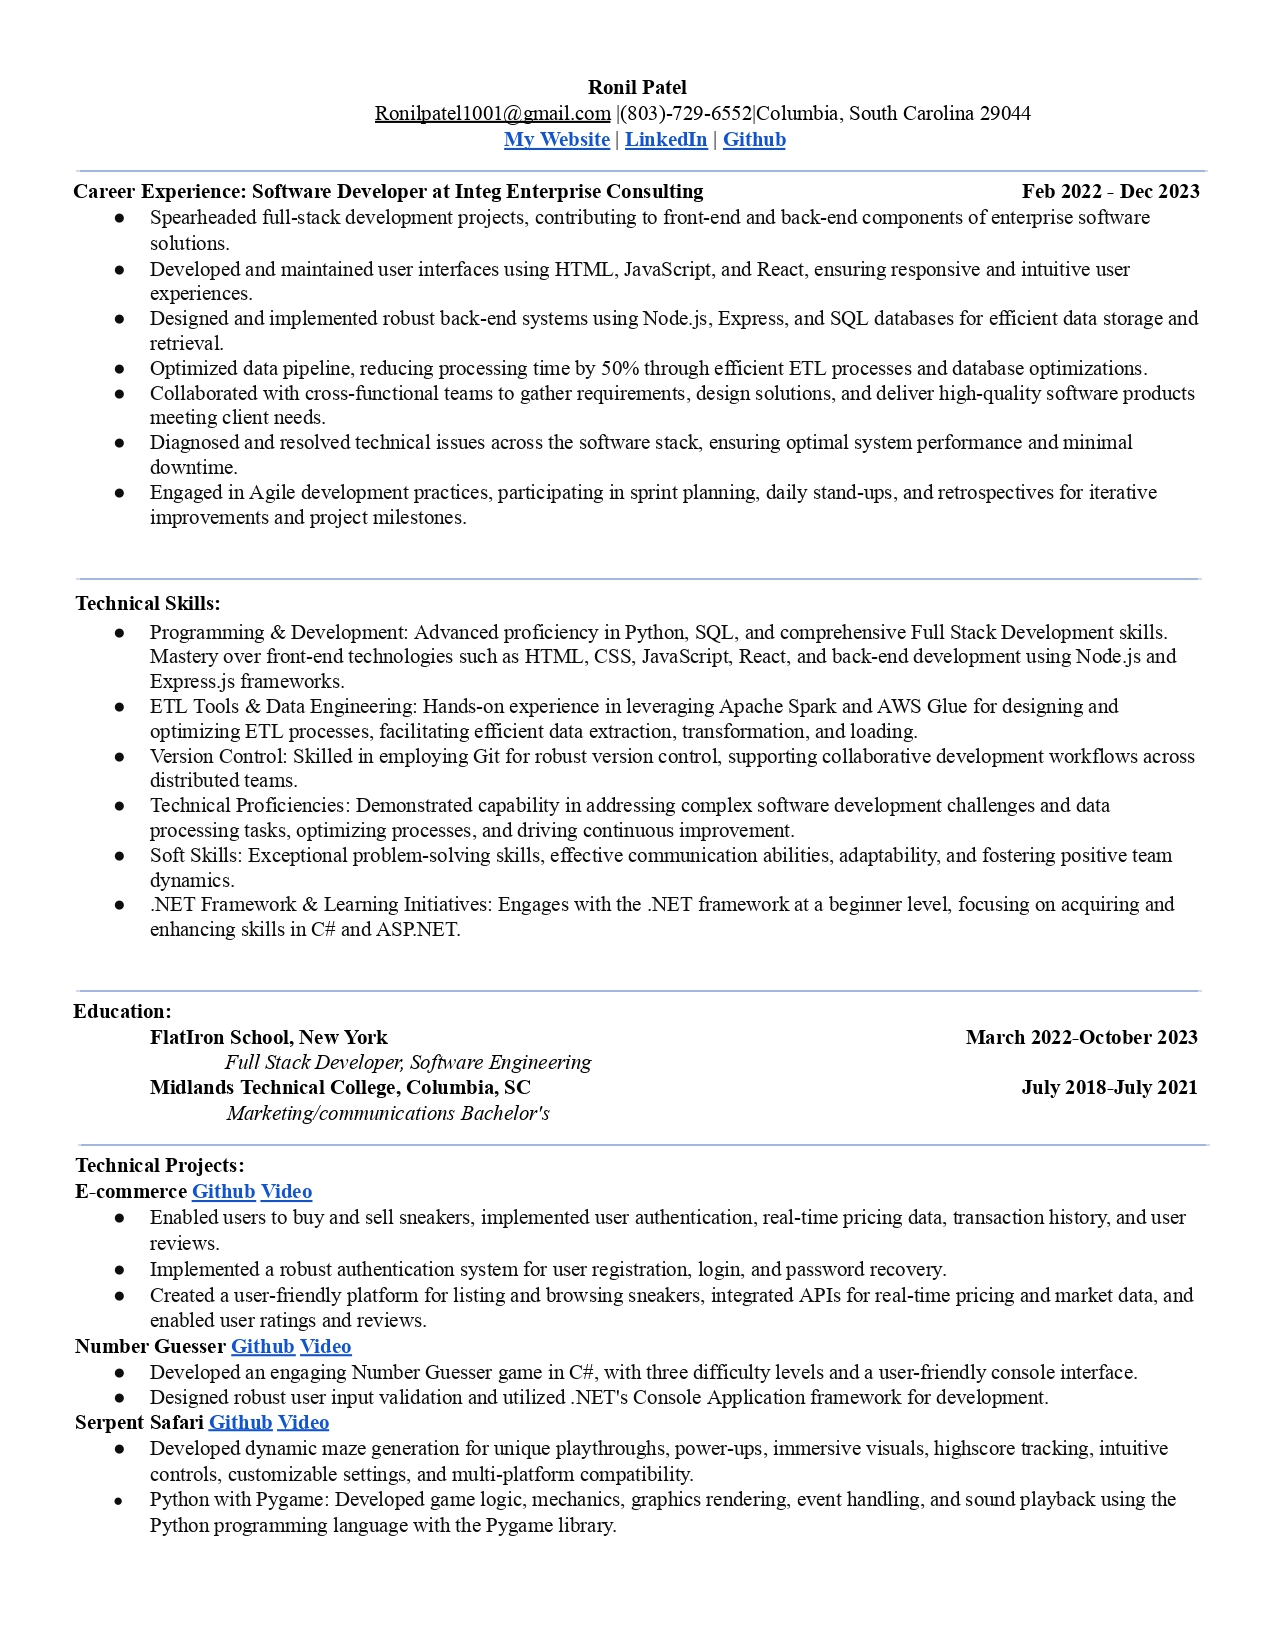 Ronil Patel
Ronilpatel1001@gmail.com |(803)-729-6552|Columbia, South Carolina 29044
My Website | LinkedIn | Github
Career Experience: Software Developer at Integ Enterprise Consulting Feb 2022 - Dec 2023
● Spearheaded full-stack development projects, contributing to front-end and back-end components of enterprise software
solutions.
● Developed and maintained user interfaces using HTML, JavaScript, and React, ensuring responsive and intuitive user
experiences.
● Designed and implemented robust back-end systems using Node.js, Express, and SQL databases for efficient data storage and
retrieval.
● Optimized data pipeline, reducing processing time by 50% through efficient ETL processes and database optimizations.
● Collaborated with cross-functional teams to gather requirements, design solutions, and deliver high-quality software products
meeting client needs.
● Diagnosed and resolved technical issues across the software stack, ensuring optimal system performance and minimal
downtime.
● Engaged in Agile development practices, participating in sprint planning, daily stand-ups, and retrospectives for iterative
improvements and project milestones.
Technical Skills:
● Programming & Development: Advanced proficiency in Python, SQL, and comprehensive Full Stack Development skills.
Mastery over front-end technologies such as HTML, CSS, JavaScript, React, and back-end development using Node.js and
Express.js frameworks.
● ETL Tools & Data Engineering: Hands-on experience in leveraging Apache Spark and AWS Glue for designing and
optimizing ETL processes, facilitating efficient data extraction, transformation, and loading.
● Version Control: Skilled in employing Git for robust version control, supporting collaborative development workflows across
distributed teams.
● Technical Proficiencies: Demonstrated capability in addressing complex software development challenges and data
processing tasks, optimizing processes, and driving continuous improvement.
● Soft Skills: Exceptional problem-solving skills, effective communication abilities, adaptability, and fostering positive team
dynamics.
● .NET Framework & Learning Initiatives: Engages with the .NET framework at a beginner level, focusing on acquiring and
enhancing skills in C# and ASP.NET.
Education:
FlatIron School, New York March 2022-October 2023
Full Stack Developer, Software Engineering
Midlands Technical College, Columbia, SC July 2018-July 2021
Marketing/communications Bachelor's
Technical Projects:
E-commerce Github Video
● Enabled users to buy and sell sneakers, implemented user authentication, real-time pricing data, transaction history, and user
reviews.
● Implemented a robust authentication system for user registration, login, and password recovery.
● Created a user-friendly platform for listing and browsing sneakers, integrated APIs for real-time pricing and market data, and
enabled user ratings and reviews.
Number Guesser Github Video
● Developed an engaging Number Guesser game in C#, with three difficulty levels and a user-friendly console interface.
● Designed robust user input validation and utilized .NET's Console Application framework for development.
Serpent Safari Github Video
● Developed dynamic maze generation for unique playthroughs, power-ups, immersive visuals, highscore tracking, intuitive
controls, customizable settings, and multi-platform compatibility.
● Python with Pygame: Developed game logic, mechanics, graphics rendering, event handling, and sound playback using the
Python programming language with the Pygame library.